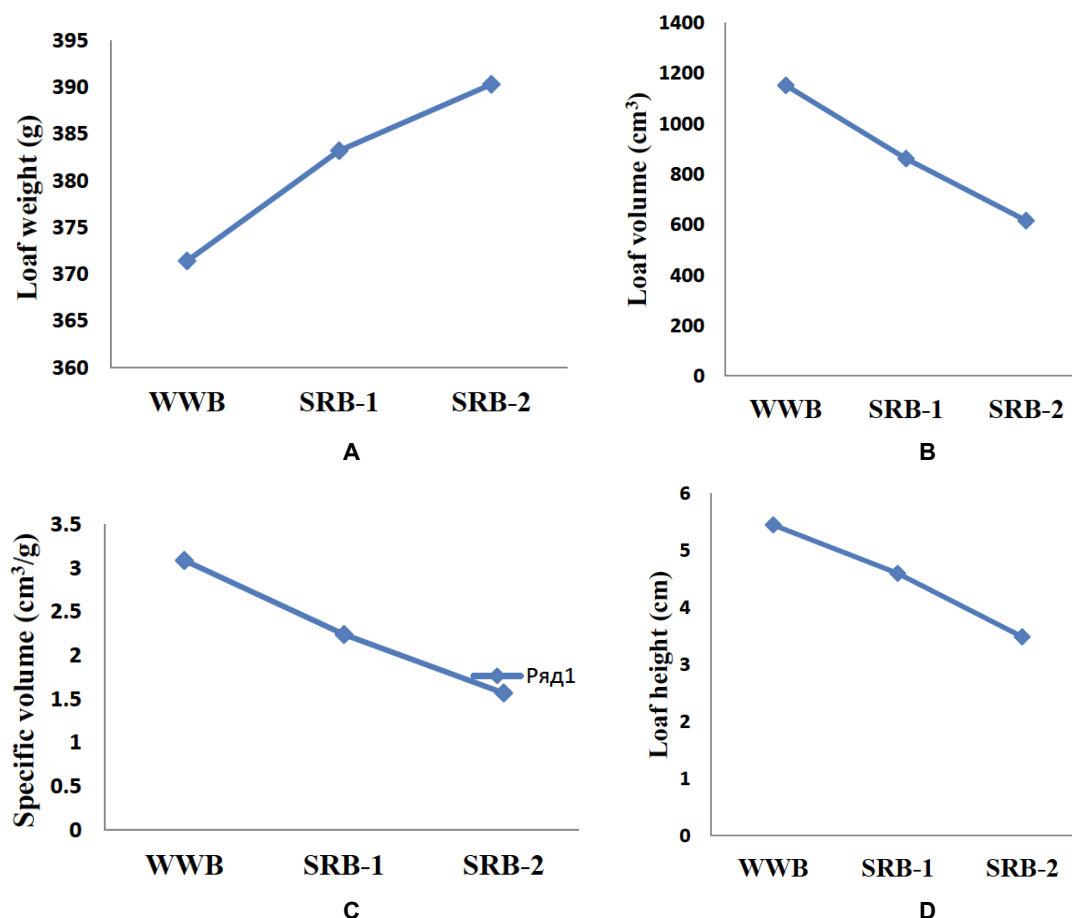 Loaf weight (g)
395
390
385
380
375
370
365
360
WWB SRB-1 SRB-2
A
Loaf volume (cm³)
1400
1200
1000
800
600
400
200
0
WWB SRB-1 SRB-2
B
Specific volume (cm³/g)
3.5
3
2.5
2
1.5
1
0.5
0
Ряд1
WWB SRB-1 SRB-2
C
Loaf height (cm)
6
5
4
3
2
1
0
WWB SRB-1 SRB-2
D